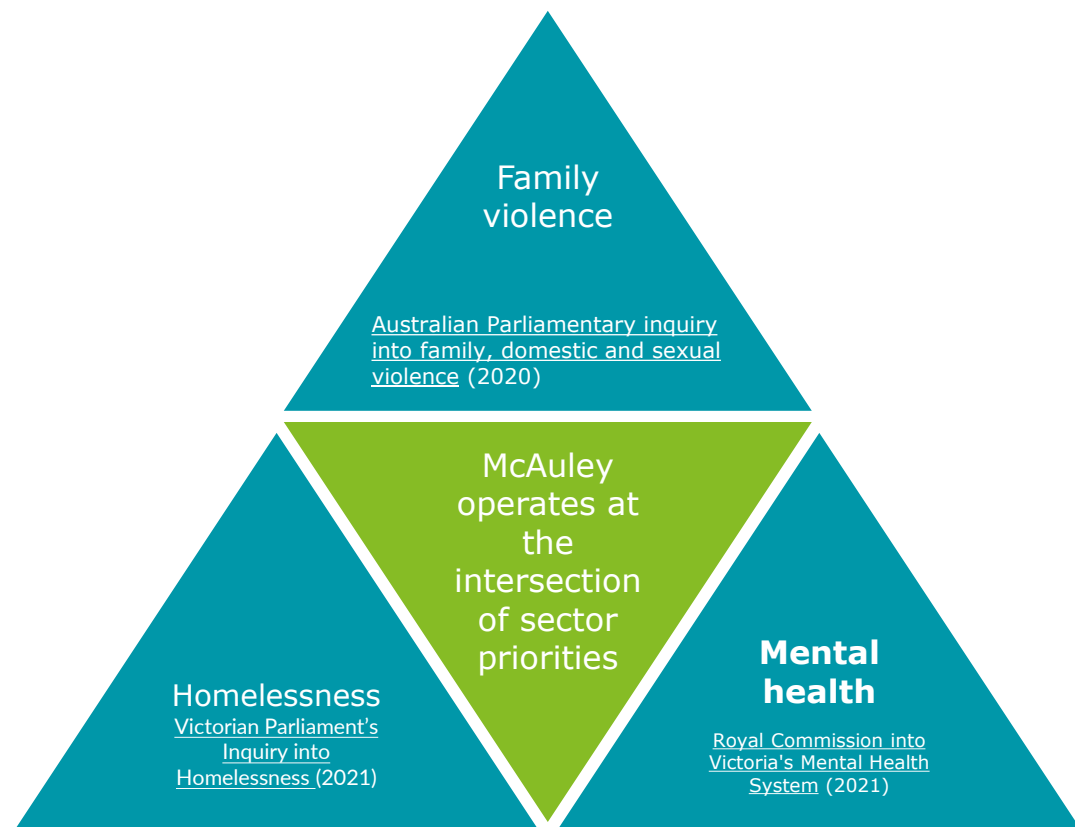 Family
violence
Australian Parliamentary inquiry
into family, domestic and sexual
violence (2020)
McAuley
operates at
the
intersection
of sector
priorities
Homelessness
Victorian Parliament’s
Inquiry into
Homelessness (2021)
Mental
health
Royal Commission into
Victoria's Mental Health
System (2021)